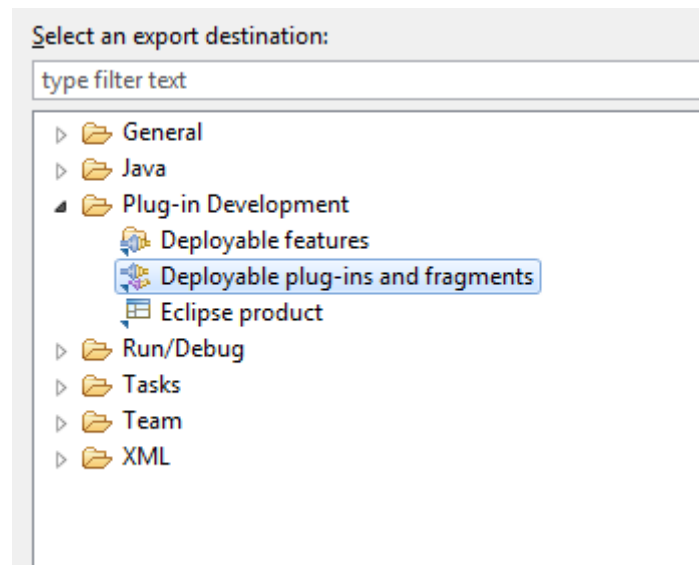 Select an export destination:
type filter text
General
Java
Plug-in Development
Deployable features
Deployable plug-ins and fragments
Eclipse product
Run/Debug
Tasks
Team
XML